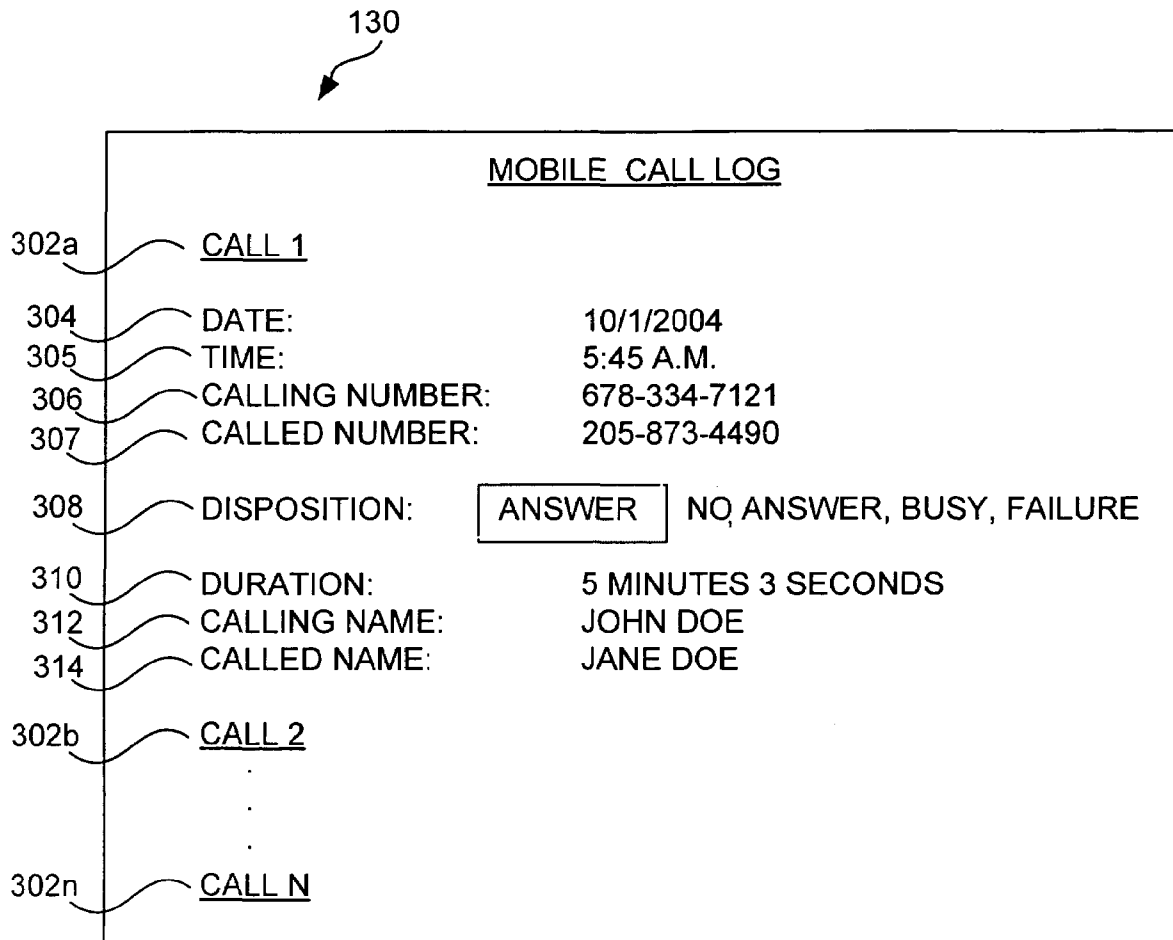 130
MOBILE CALL LOG
302a CALL 1
304 DATE: 10/1/2004
305 TIME: 5:45 A.M.
306 CALLING NUMBER: 678-334-7121
307 CALLED NUMBER: 205-873-4490
308 DISPOSITION: ANSWER NO, ANSWER, BUSY, FAILURE
310 DURATION: 5 MINUTES 3 SECONDS
312 CALLING NAME: JOHN DOE
314 CALLED NAME: JANE DOE
302b CALL 2
.
.
.
302n CALL N